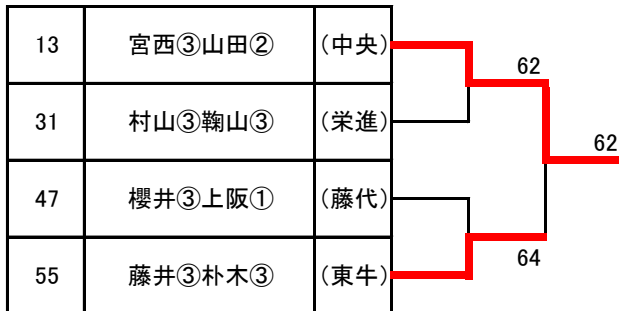 13 宮西③山田② (中央)
62
31 村山③鞠山③ (栄進)
62
47 櫻井③上阪① (藤代)
64
55 藤井③朴木③ (東牛)